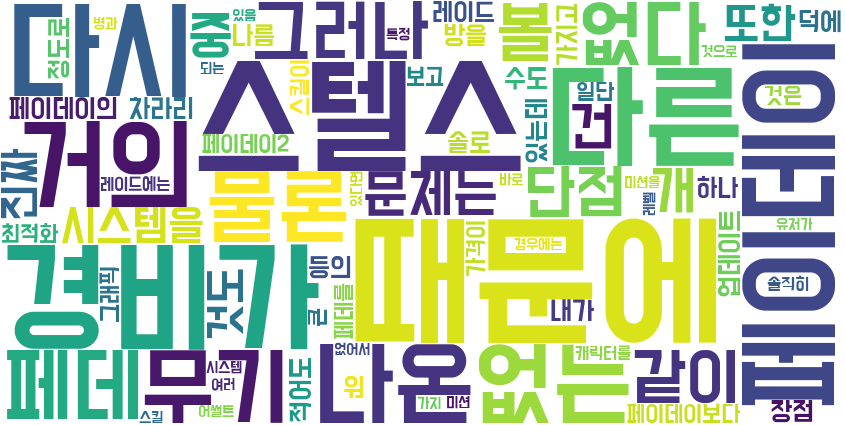 다시
중
있음
나름
그러나
특정
레이드
방을
볼
가지고
없다
것으로
또한
덕에
병과
정도로
되는
스킬이
보고
수도
페이데이의
차라리
스텔스
일단
건
다른
것은
페이데이
거의
페이데이2
솔로
있는데
진짜
레이드에는
물론
있다면
문제는
바로
단점
미션을
레벨
개
하나
최적화
시스템을
가격이
경우에는
업데이트
유저가
경비가
그래픽
것도
등의
큰
페데를
때문에
내가
솔직히
페데
무기
시스템
여러
적어도
없어서
나온
없는
캐릭터를
같이
스킬
어썰트
뭐
가지
미션
페이데이보다
장점